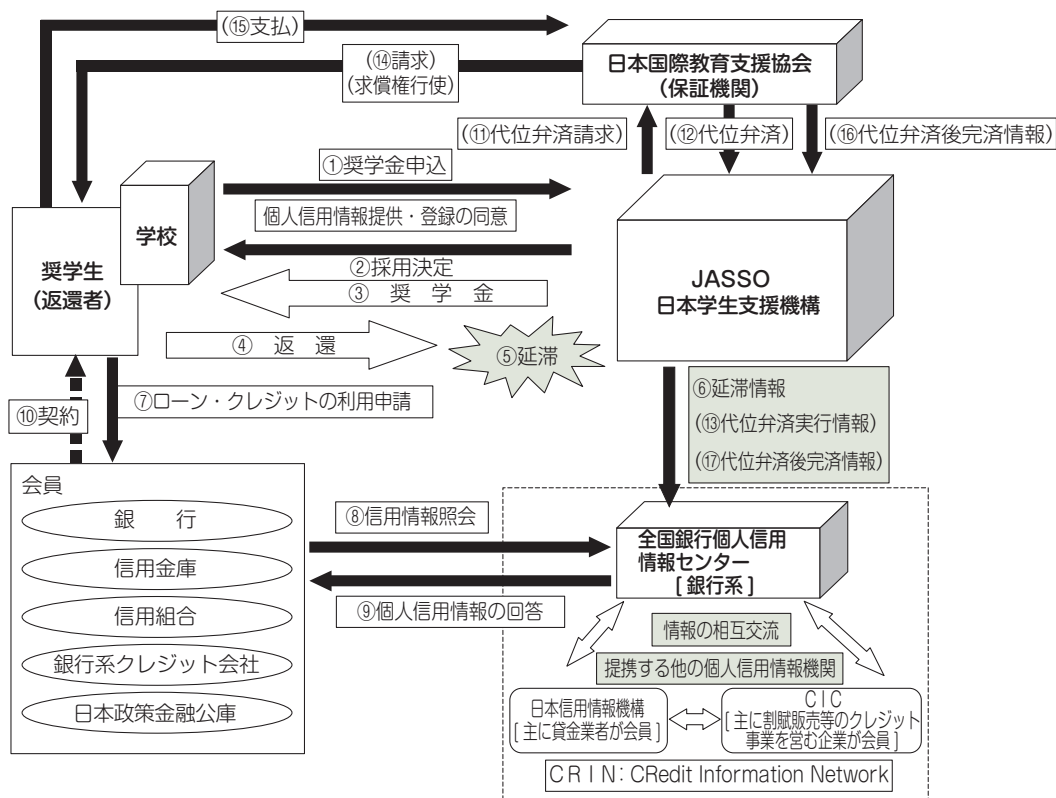 (⑮支払)
(⑭請求)
(求償権行使)
日本国際教育支援協会
(保証機関)
(⑪代位弁済請求)
(⑫代位弁済)
(⑯代位弁済後完済情報)
①奨学金申込
個人信用情報提供・登録の同意
学校
奨学生
(返還者)
②採用決定
③ 奨 学 金
④ 返 還
⑤延滞
JASSO
日本学生支援機構
⑥延滞情報
(⑬代位弁済実行情報)
(⑰代位弁済後完済情報)
⑦ローン・クレジットの利用申請
⑩契約
会員
銀 行
信用金庫
信用組合
銀行系クレジット会社
日本政策金融公庫
⑧信用情報照会
⑨個人信用情報の回答
全国銀行個人信用
情報センター
[ 銀行系 ]
情報の相互交流
提携する他の個人信用情報機関
日本信用情報機構
[ 主に貸金業者が会員 ]
CIC
[ 主に割賦販売等のクレジット
事業を営む企業が会員 ]
CRIN: CRedit Information Network